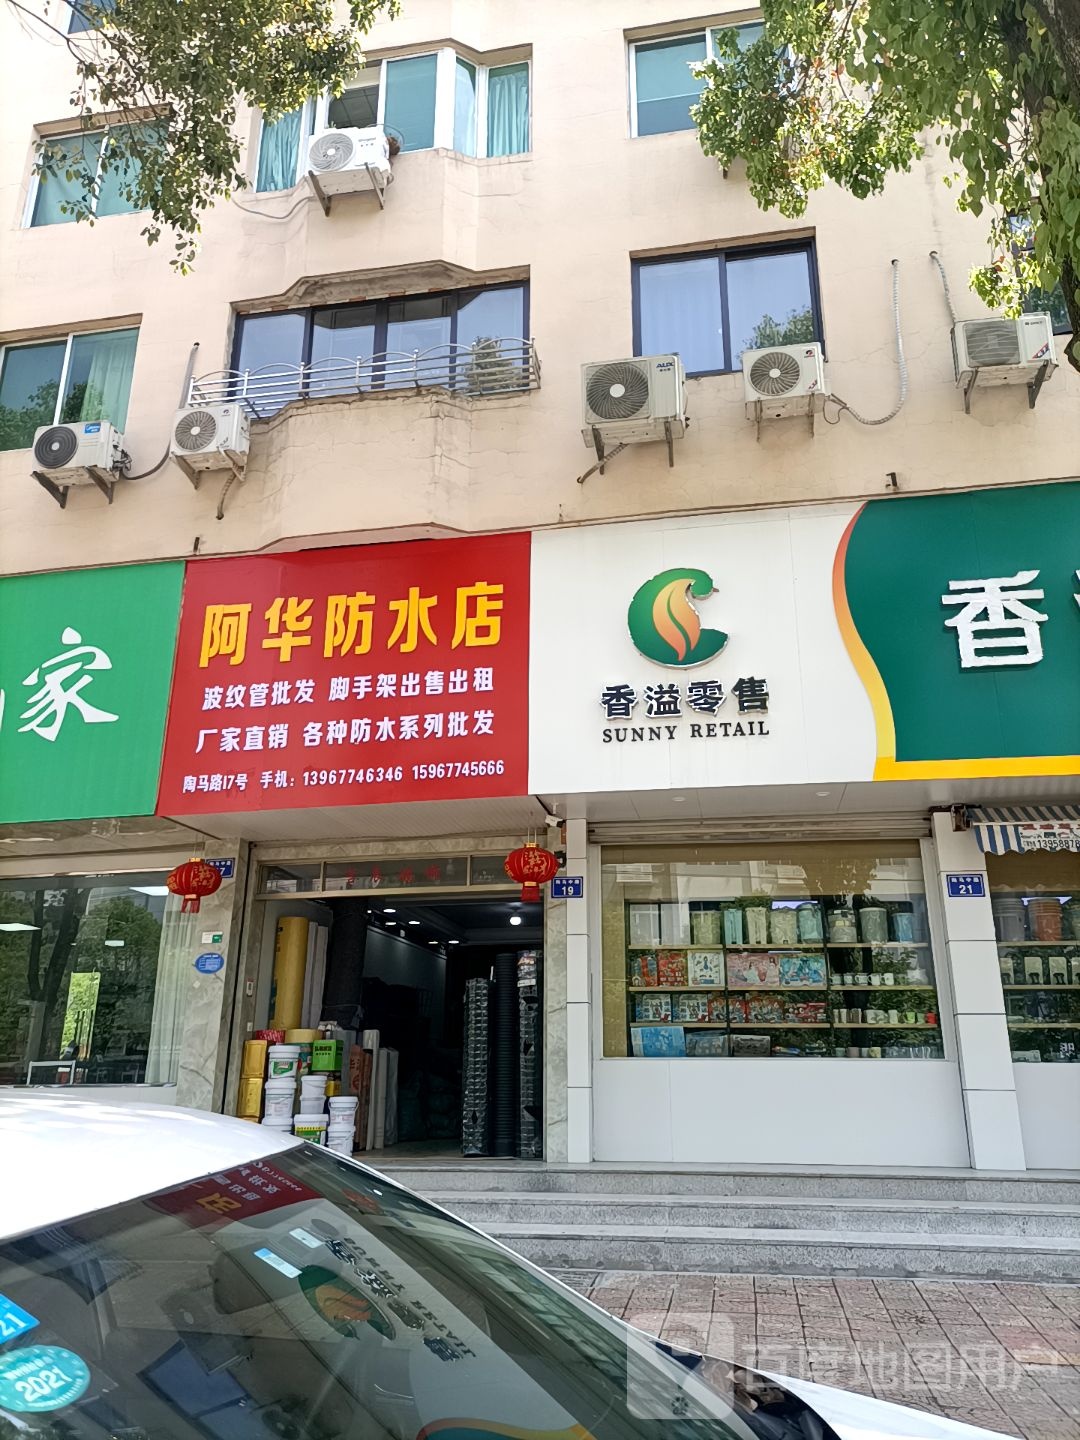 家
阿华防水店
波纹管批发 脚手架出售出租
厂家直销 各种防水系列批发
陶马路17号 手机：13967746346 15967745666
香溢零售
SUNNY RETAIL
香
AUX
19
21
13958878
2021
百度地图用户